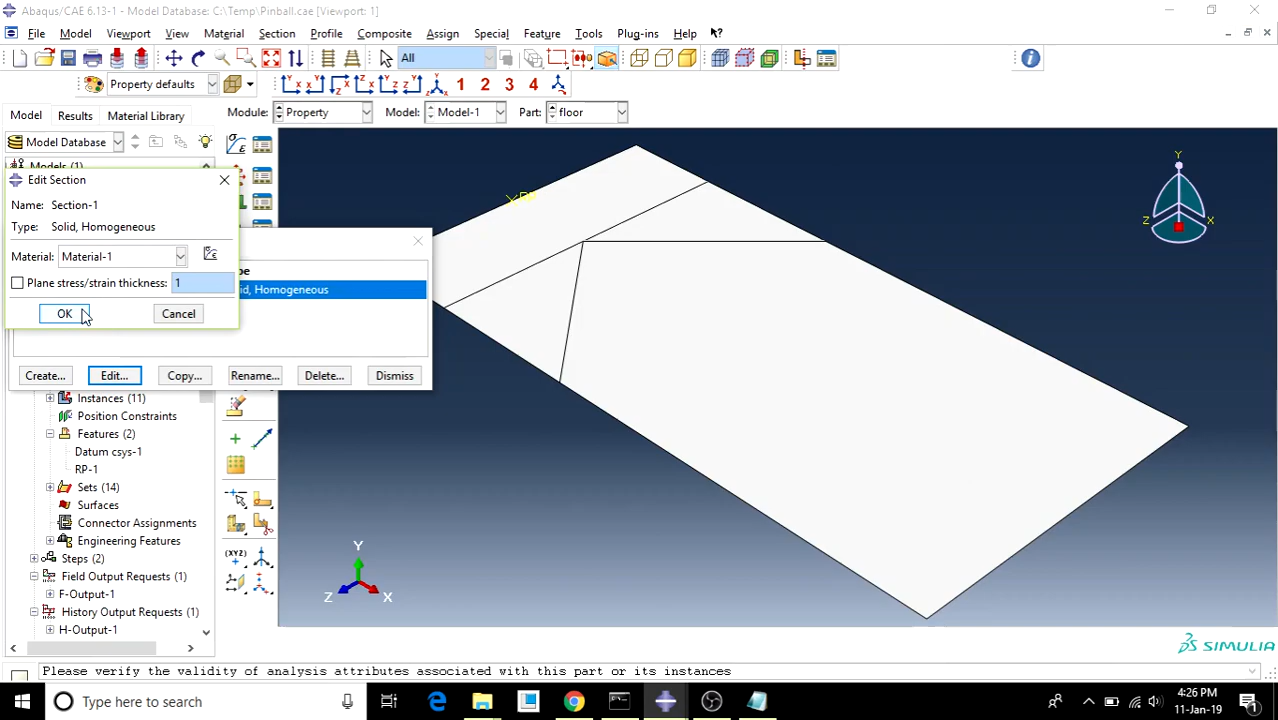 Abaqus/CAE 6.13-1 - Model Database: C:\Temp\Pinball.cae [Viewport: 1]
File Model Viewport View Material Section Profile Composite Assign Special Feature Tools Plug-ins Help
All
Property defaults
1 2 3 4
Model Results Material Library
Module: Property Model: Model-1 Part: floor
Model Database
Models (1)
Edit Section
Name: Section-1
Type: Solid, Homogeneous
Material: Material-1
Plane stress/strain thickness: 1
OK Cancel
pe
id, Homogeneous
Create... Edit... Copy... Rename... Delete... Dismiss
Instances (11)
Position Constraints
Features (2)
Datum csys-1
RP-1
Sets (14)
Surfaces
Connector Assignments
Engineering Features
Steps (2)
Field Output Requests (1)
F-Output-1
History Output Requests (1)
H-Output-1
RP
Y
Z X
Y
Z X
SIMULIA
Please verify the validity of analysis attributes associated with this part or its instances
Type here to search
4:26 PM
11-Jan-19
1